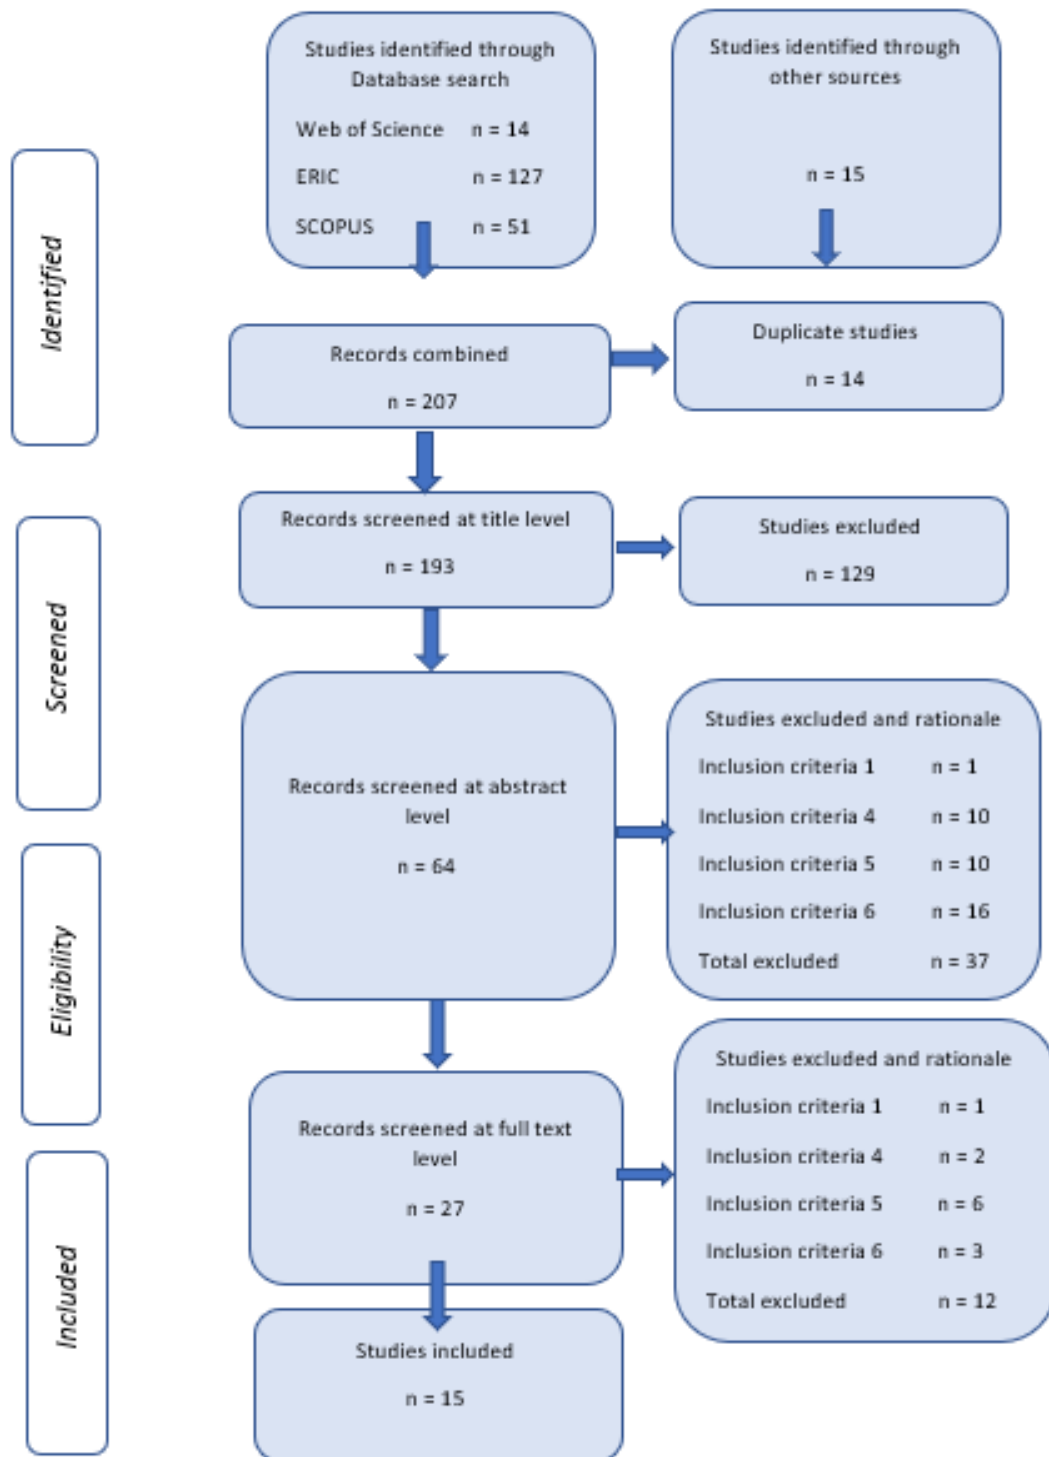 Studies identified through
Database search
Web of Science n = 14
ERIC n = 127
SCOPUS n = 51
Studies identified through
other sources
n = 15
Identified
Records combined
n = 207
Duplicate studies
n = 14
Records screened at title level
n = 193
Studies excluded
n = 129
Screened
Records screened at abstract
level
n = 64
Studies excluded and rationale
Inclusion criteria 1 n = 1
Inclusion criteria 4 n = 10
Inclusion criteria 5 n = 10
Inclusion criteria 6 n = 16
Total excluded n = 37
Eligibility
Records screened at full text
level
n = 27
Studies excluded and rationale
Inclusion criteria 1 n = 1
Inclusion criteria 4 n = 2
Inclusion criteria 5 n = 6
Inclusion criteria 6 n = 3
Total excluded n = 12
Included
Studies included
n = 15